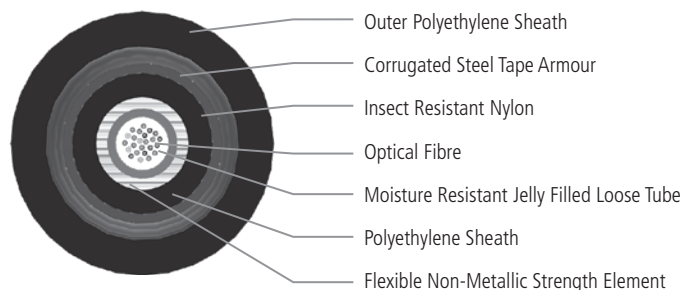 Outer Polyethylene Sheath
Corrugated Steel Tape Armour
Insect Resistant Nylon
Optical Fibre
Moisture Resistant Jelly Filled Loose Tube
Polyethylene Sheath
Flexible Non-Metallic Strength Element